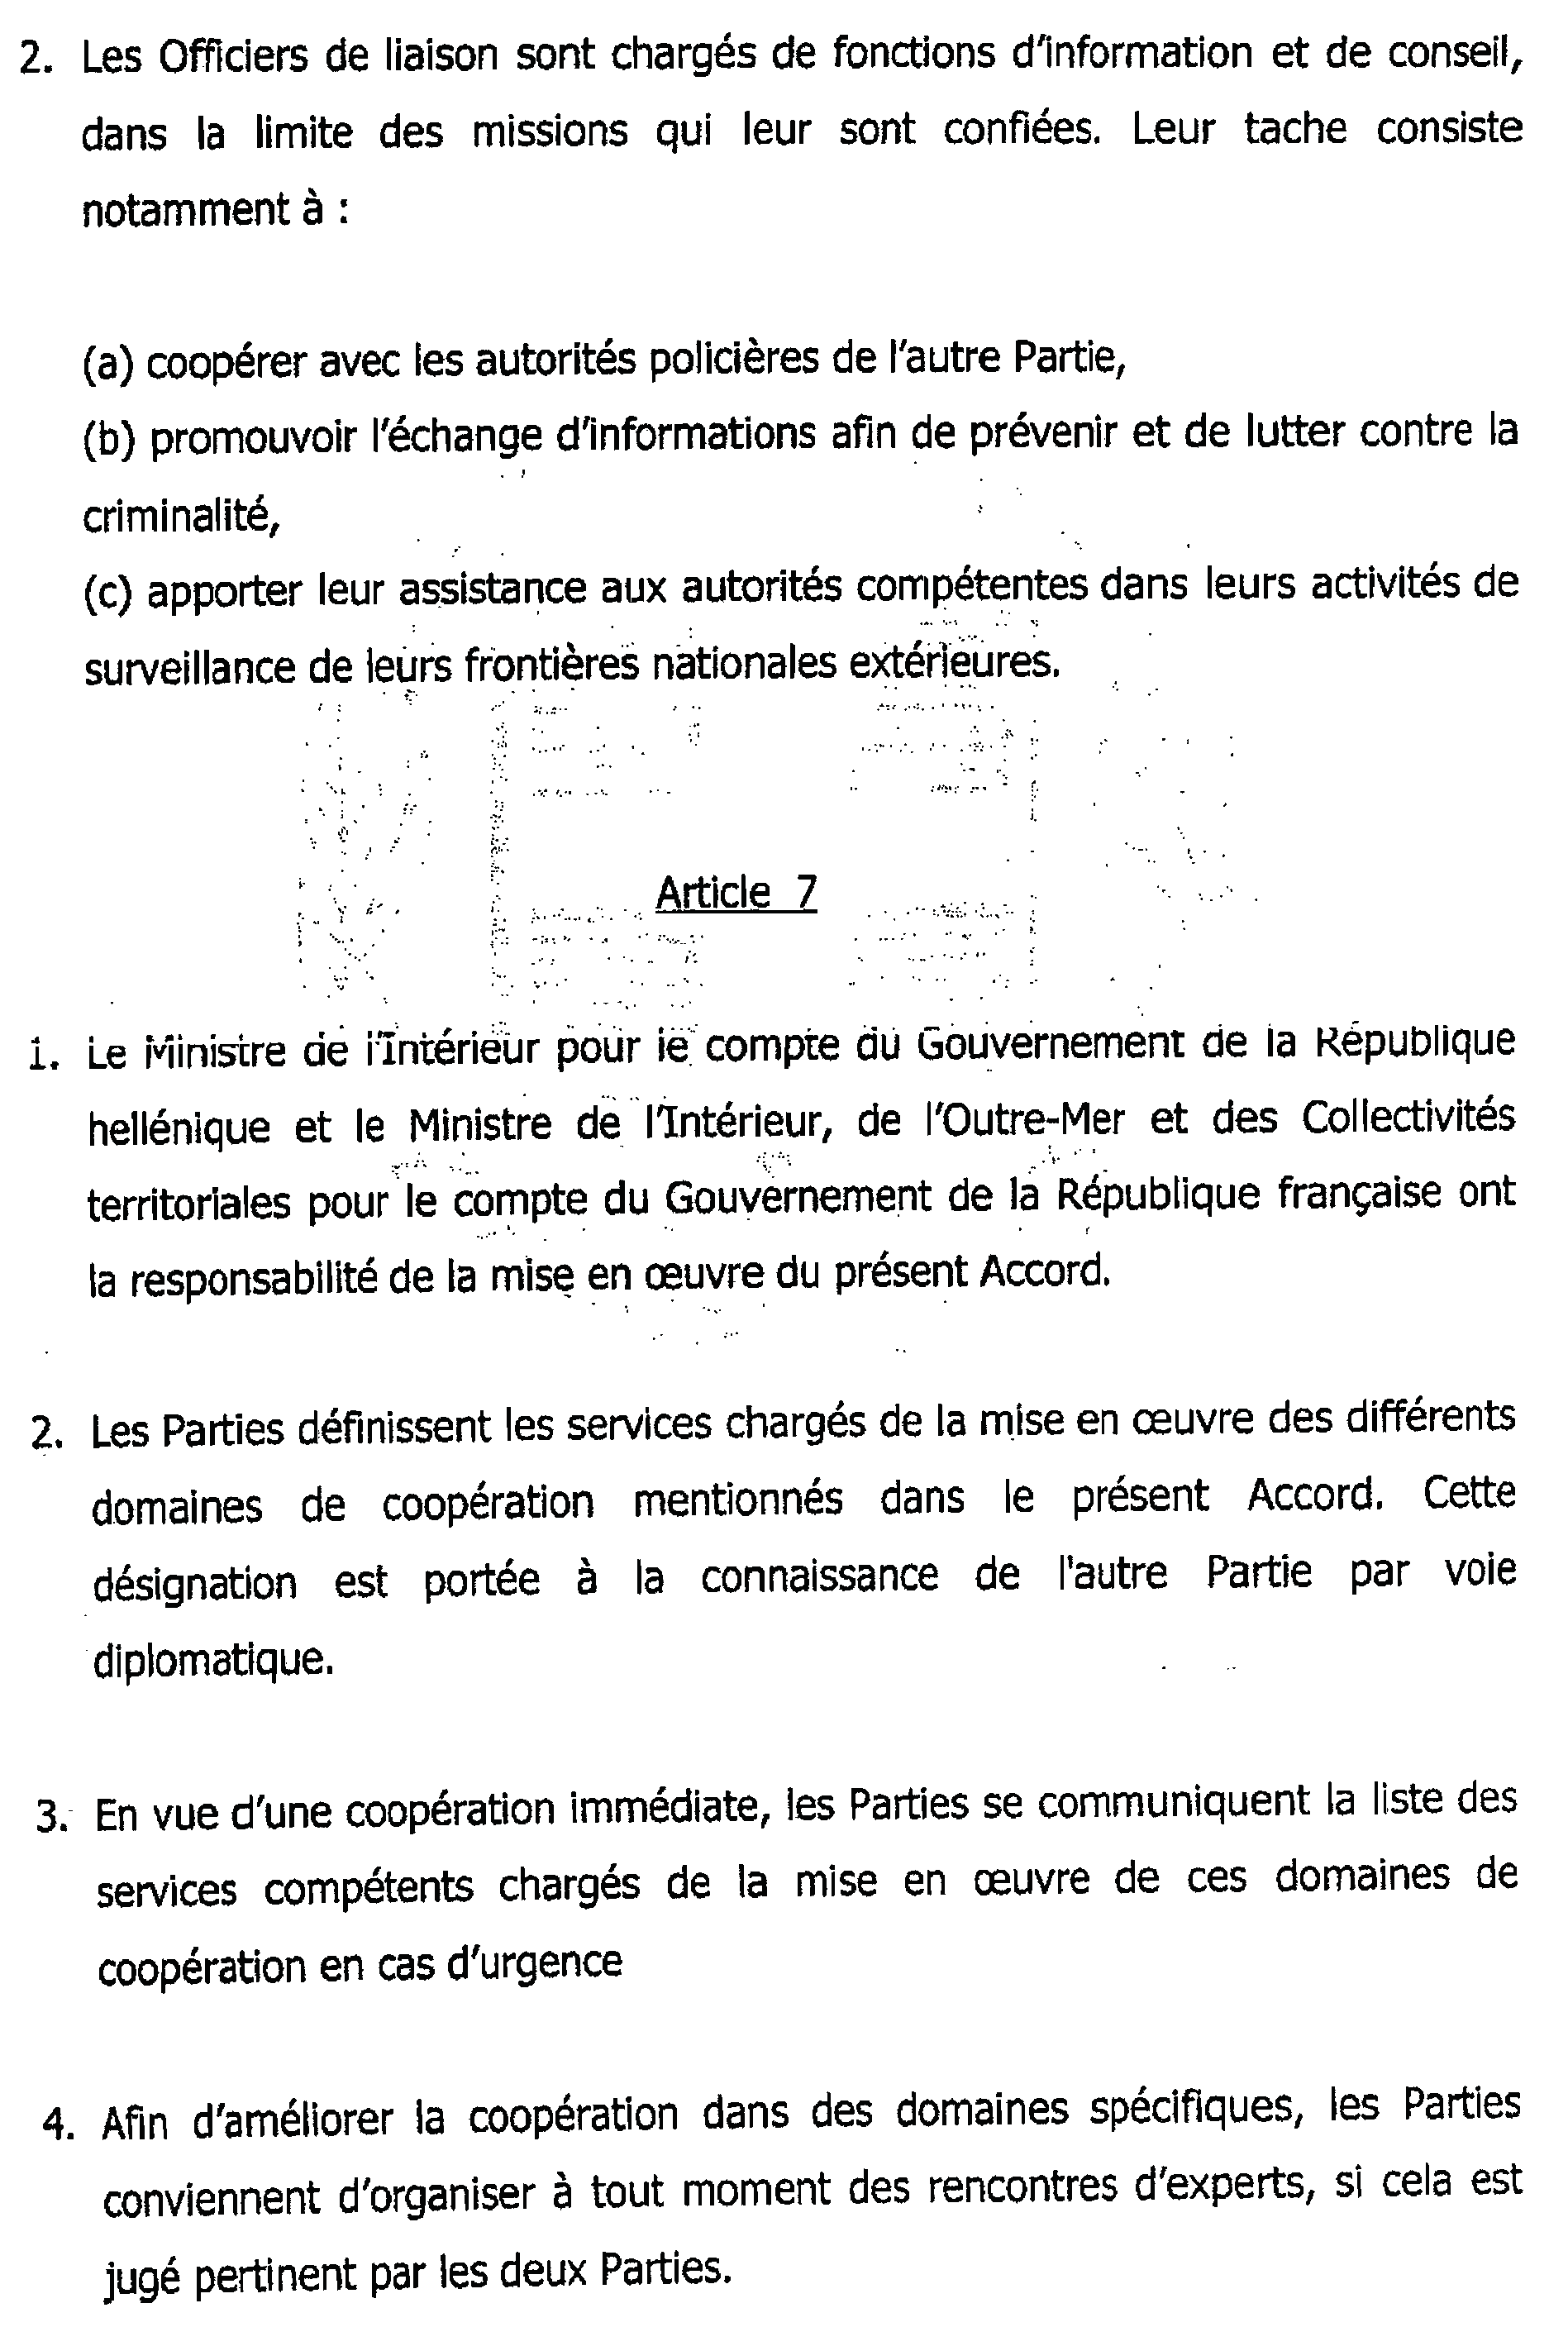 2. Les Officiers de liaison sont chargés de fonctions d'information et de conseil,
dans la limite des missions qui leur sont confiées. Leur tache consiste
notamment à :
(a) coopérer avec les autorités policières de l'autre Partie,
(b) promouvoir l'échange d'informations afin de prévenir et de lutter contre la
criminalité,
(c) apporter leur assistance aux autorités compétentes dans leurs activités de
surveillance de leurs frontières nationales extérieures.
Article 7
1. Le Ministre de l'Intérieur pour le compte du Gouvernement de la République
hellénique et le Ministre de l'Intérieur, de l'Outre-Mer et des Collectivités
territoriales pour le compte du Gouvernement de la République française ont
la responsabilité de la mise en œuvre du présent Accord.
2. Les Parties définissent les services chargés de la mise en œuvre des différents
domaines de coopération mentionnés dans le présent Accord. Cette
désignation est portée à la connaissance de l'autre Partie par voie
diplomatique.
3. En vue d'une coopération immédiate, les Parties se communiquent la liste des
services compétents chargés de la mise en œuvre de ces domaines de
coopération en cas d'urgence
4. Afin d'améliorer la coopération dans des domaines spécifiques, les Parties
conviennent d'organiser à tout moment des rencontres d'experts, si cela est
jugé pertinent par les deux Parties.